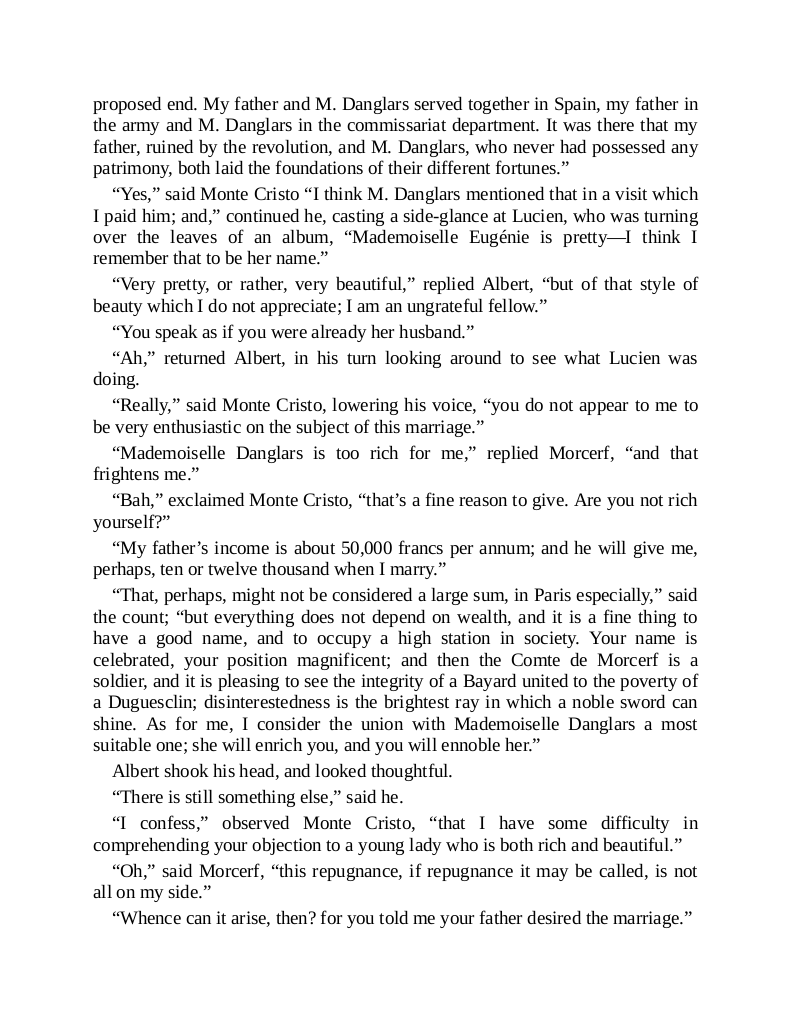 proposed end. My father and M. Danglars served together in Spain, my father in
the army and M. Danglars in the commissariat department. It was there that my
father, ruined by the revolution, and M. Danglars, who never had possessed any
patrimony, both laid the foundations of their different fortunes.”
“Yes,” said Monte Cristo “I think M. Danglars mentioned that in a visit which
I paid him; and,” continued he, casting a side-glance at Lucien, who was turning
over the leaves of an album, “Mademoiselle Eugénie is pretty—I think I
remember that to be her name.”
“Very pretty, or rather, very beautiful,” replied Albert, “but of that style of
beauty which I do not appreciate; I am an ungrateful fellow.”
“You speak as if you were already her husband.”
“Ah,” returned Albert, in his turn looking around to see what Lucien was
doing.
“Really,” said Monte Cristo, lowering his voice, “you do not appear to me to
be very enthusiastic on the subject of this marriage.”
“Mademoiselle Danglars is too rich for me,” replied Morcerf, “and that
frightens me.”
“Bah,” exclaimed Monte Cristo, “that’s a fine reason to give. Are you not rich
yourself?”
“My father’s income is about 50,000 francs per annum; and he will give me,
perhaps, ten or twelve thousand when I marry.”
“That, perhaps, might not be considered a large sum, in Paris especially,” said
the count; “but everything does not depend on wealth, and it is a fine thing to
have a good name, and to occupy a high station in society. Your name is
celebrated, your position magnificent; and then the Comte de Morcerf is a
soldier, and it is pleasing to see the integrity of a Bayard united to the poverty of
a Duguesclin; disinterestedness is the brightest ray in which a noble sword can
shine. As for me, I consider the union with Mademoiselle Danglars a most
suitable one; she will enrich you, and you will ennoble her.”
Albert shook his head, and looked thoughtful.
“There is still something else,” said he.
“I confess,” observed Monte Cristo, “that I have some difficulty in
comprehending your objection to a young lady who is both rich and beautiful.”
“Oh,” said Morcerf, “this repugnance, if repugnance it may be called, is not
all on my side.”
“Whence can it arise, then? for you told me your father desired the marriage.”